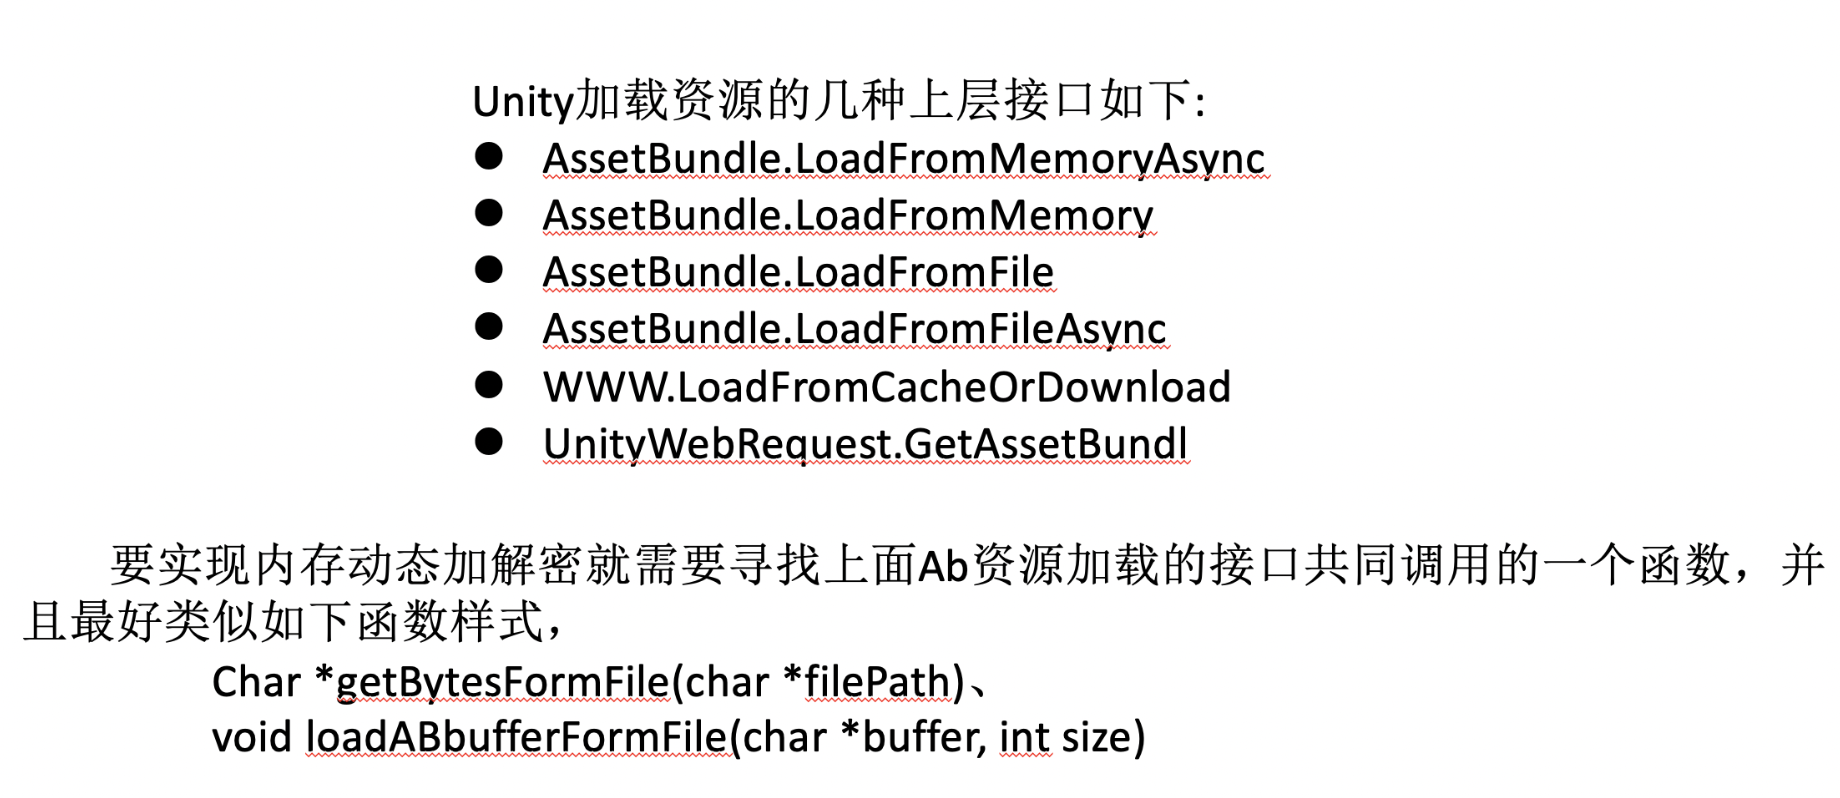 Unity加载资源的几种上层接口如下:
● AssetBundle.LoadFromMemoryAsync
● AssetBundle.LoadFromMemory
● AssetBundle.LoadFromFile
● AssetBundle.LoadFromFileAsync
● WWW.LoadFromCacheOrDownload
● UnityWebRequest.GetAssetBundl
要实现内存动态加解密就需要寻找上面Ab资源加载的接口共同调用的一个函数，并
且最好类似如下函数样式，
Char *getBytesFormFile(char *filePath)、
void loadABbufferFormFile(char *buffer, int size)